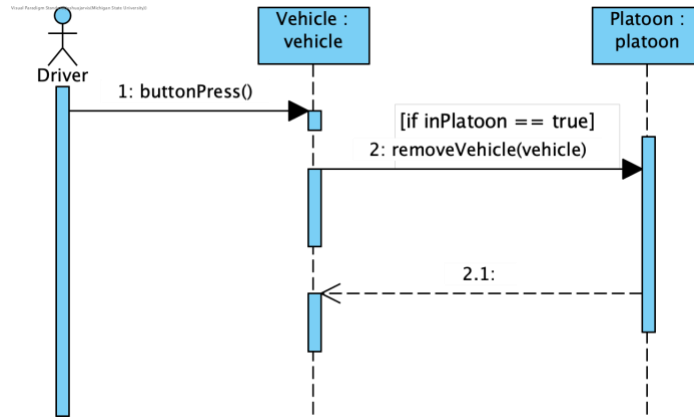 Vehicle :
vehicle
Platoon :
platoon
Driver
1: buttonPress()
[if inPlatoon == true]
2: removeVehicle(vehicle)
2.1: